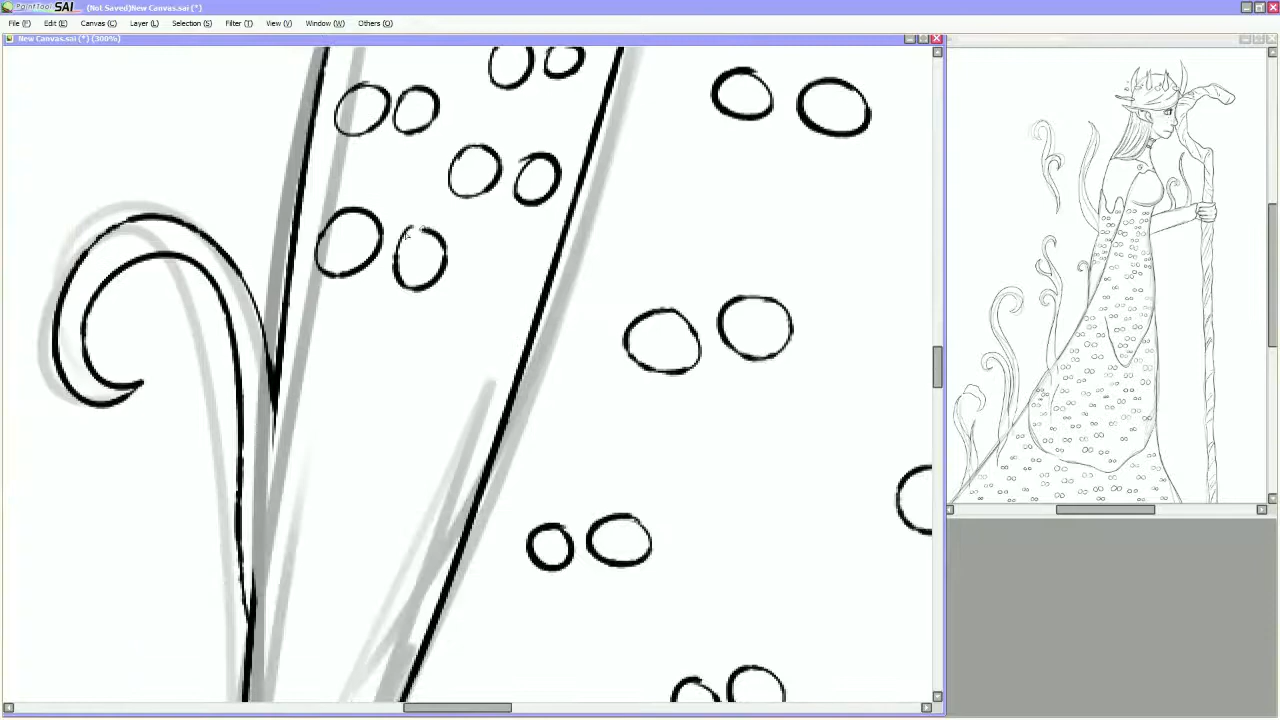 PaintTool SAI (Not Saved)New Canvas.sai (*)
File (F) Edit (E) Canvas (C) Layer (L) Selection (S) Filter (T) View (V) Window (W) Others (O)
New Canvas.sai (*) (300%)